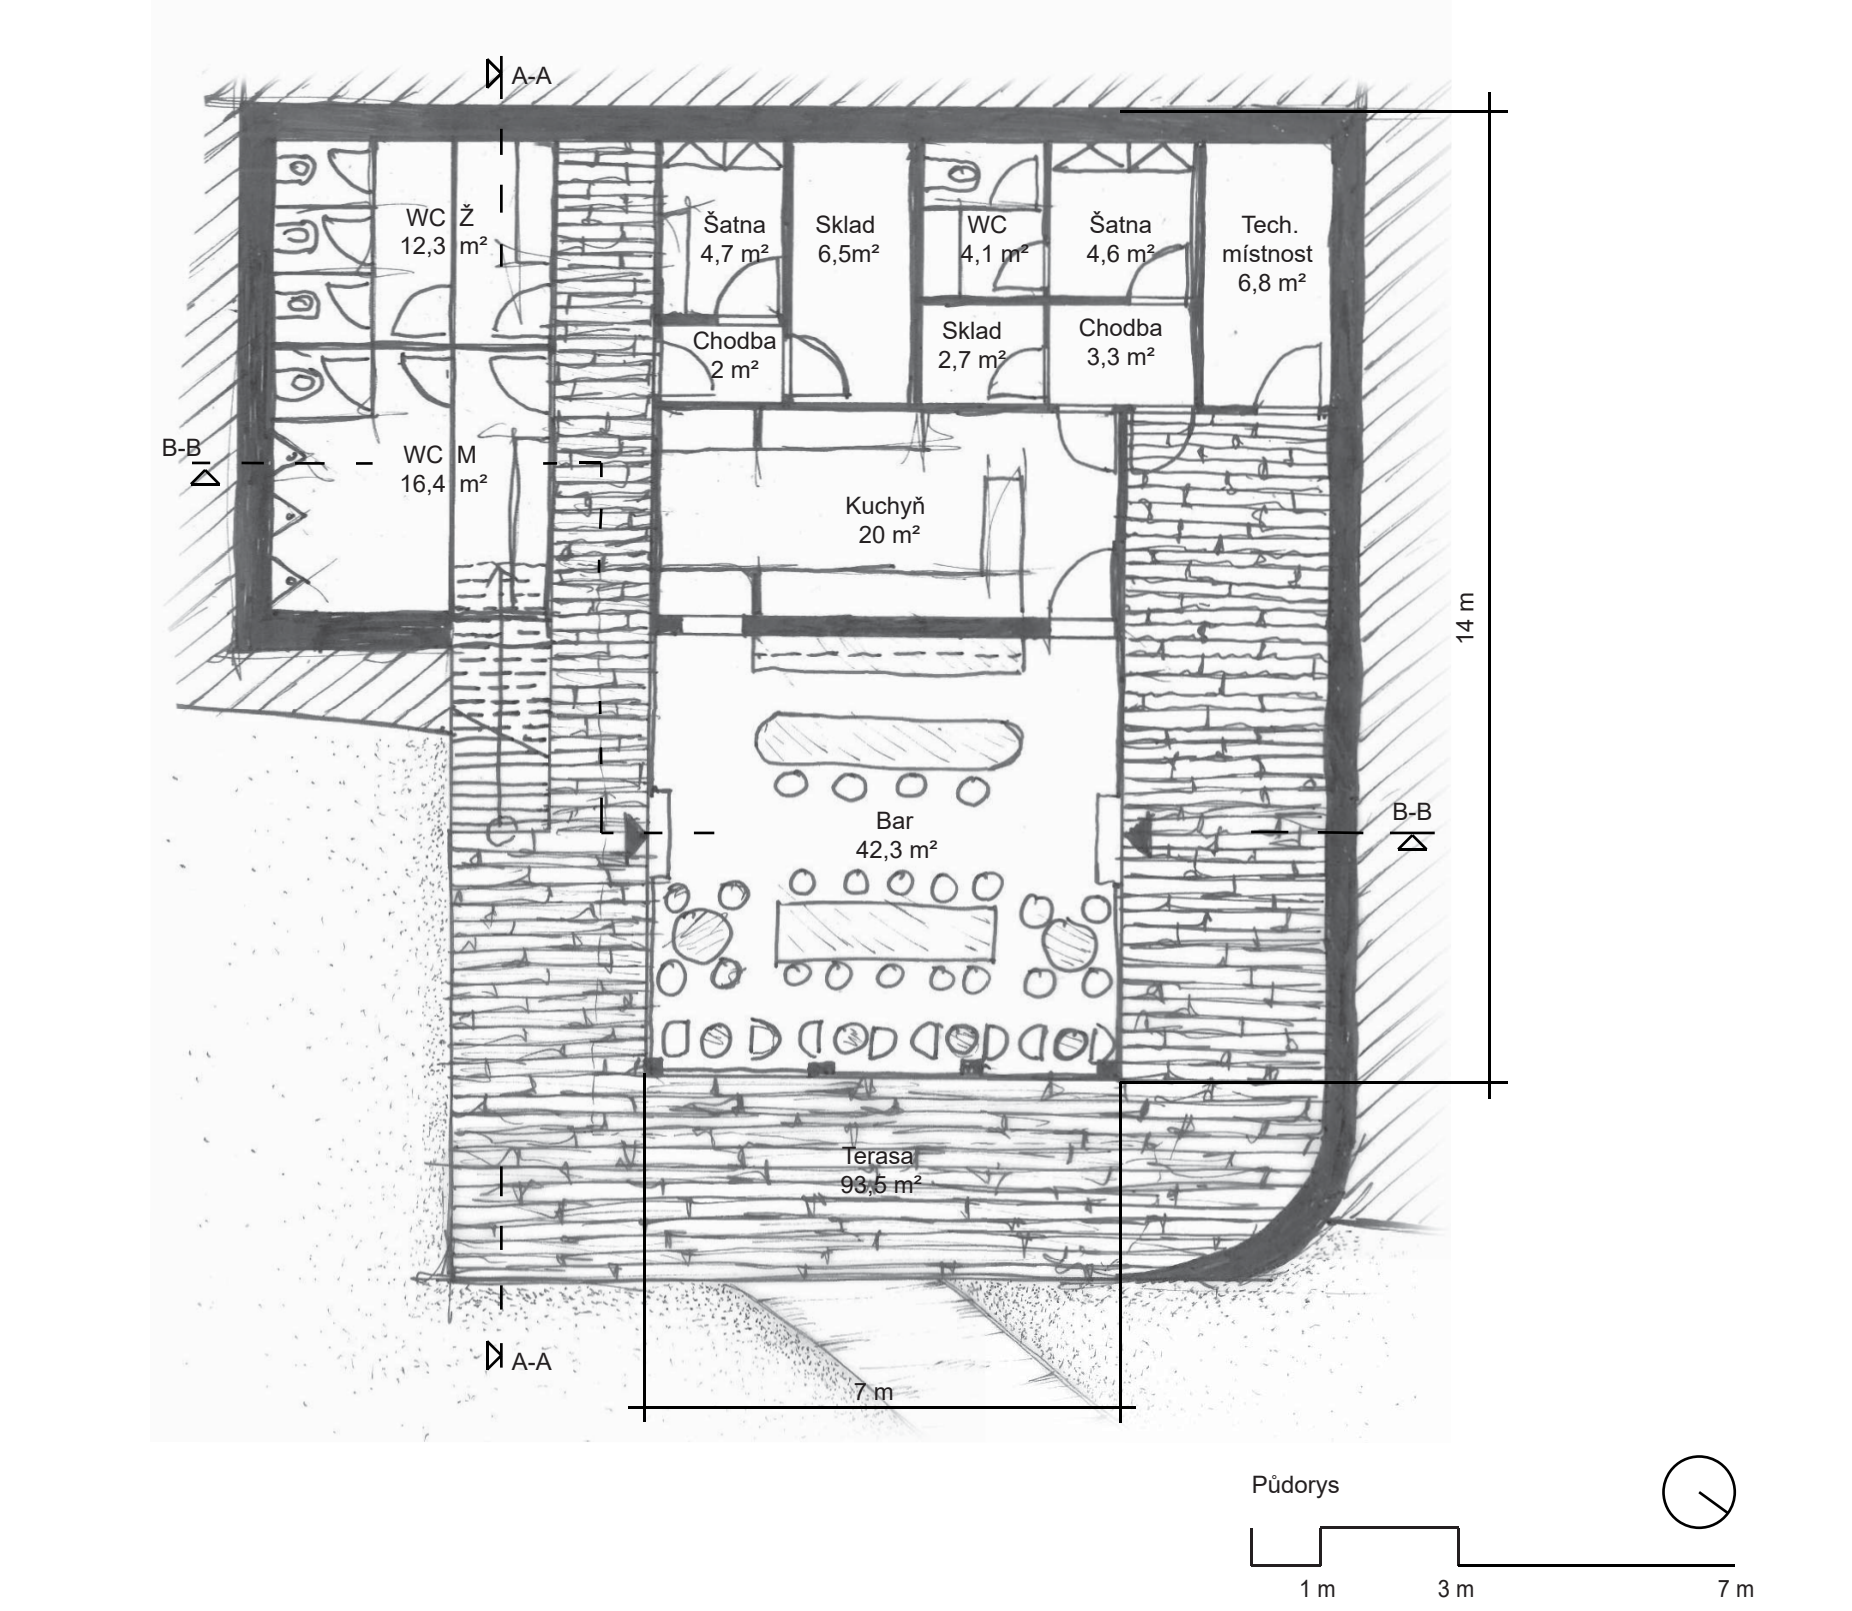 A-A
WC Ž
12,3 m²
Šatna
4,7 m²
Sklad
6,5m²
WC
4,1 m²
Šatna
4,6 m²
Tech.
místnost
6,8 m²
Chodba
2 m²
Sklad
2,7 m²
Chodba
3,3 m²
B-B
WC M
16,4 m²
Kuchyň
20 m²
14 m
Bar
42,3 m²
B-B
Terasa
93,5 m²
A-A
7 m
Půdorys
1 m
3 m
7 m